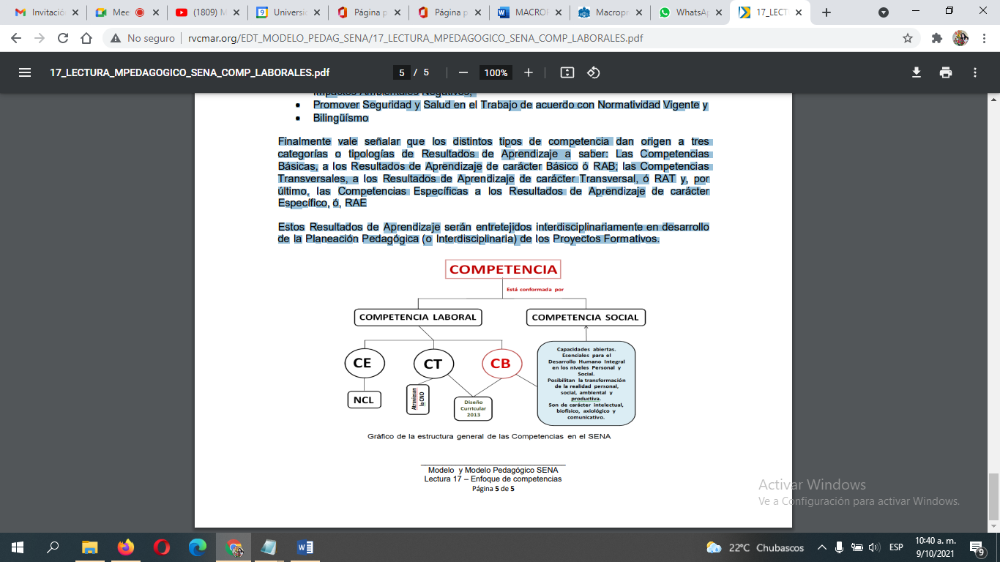 Invitació
Mee
(1809) M
Universio
Página p
Página p
MACROP
Macropr
WhatsAp
17_LECT
No seguro
rvcmar.org/EDT_MODELO_PEDAG_SENA/17_LECTURA_MPEDAGOGICO_SENA_COMP_LABORALES.pdf
17_LECTURA_MPEDAGOGICO_SENA_COMP_LABORALES.pdf
5 / 5
100%
Impactos Ambientales Negativos,
• Promover Seguridad y Salud en el Trabajo de acuerdo con Normatividad Vigente y
• Bilingüísmo
Finalmente vale señalar que los distintos tipos de competencia dan origen a tres
categorías o tipologías de Resultados de Aprendizaje a saber: Las Competencias
Básicas, a los Resultados de Aprendizaje de carácter Básico ó RAB; las Competencias
Transversales, a los Resultados de Aprendizaje de carácter Transversal, ó RAT y, por
último, las Competencias Específicas a los Resultados de Aprendizaje de carácter
Específico, ó, RAE
Estos Resultados de Aprendizaje serán entretejidos interdisciplinariamente en desarrollo
de la Planeación Pedagógica (o Interdisciplinaria) de los Proyectos Formativos.
COMPETENCIA
Está conformada por
COMPETENCIA LABORAL
COMPETENCIA SOCIAL
CE
CT
CB
NCL
Atraviesan
la CNO
Diseño
Curricular
2013
Capacidades abiertas.
Esenciales para el
Desarrollo Humano Integral
en los niveles Personal y
Social.
Posibilitan la transformación
de la realidad personal,
social, ambiental y
productiva.
Son de carácter intelectual,
biofísico, axiológico y
comunicativo.
Gráfico de la estructura general de las Competencias en el SENA
Modelo y Modelo Pedagógico SENA
Lectura 17 – Enfoque de competencias
Página 5 de 5
Activar Windows
Ve a Configuración para activar Windows.
22°C Chubascos
ESP
10:40 a. m.
9/10/2021
9